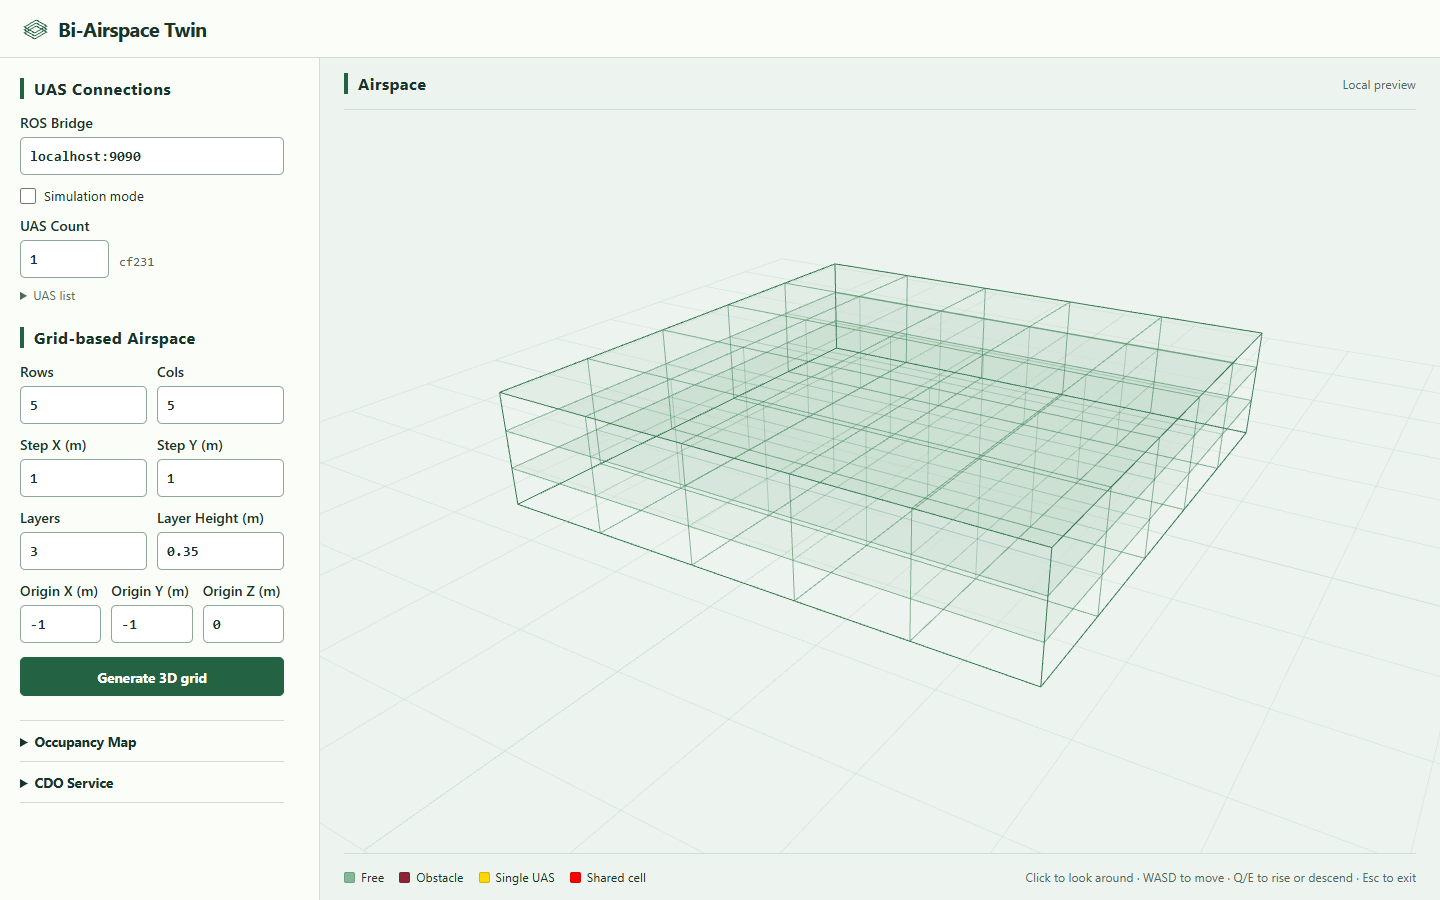 Bi-Airspace Twin
UAS Connections
ROS Bridge
localhost:9090
Simulation mode
UAS Count
1
cf231
UAS list
Grid-based Airspace
Rows
Cols
5
5
Step X (m)
Step Y (m)
1
1
Layers
Layer Height (m)
3
0.35
Origin X (m)
Origin Y (m)
Origin Z (m)
-1
-1
0
Generate 3D grid
Occupancy Map
CDO Service
Airspace
Local preview
Free
Obstacle
Single UAS
Shared cell
Click to look around · WASD to move · Q/E to rise or descend · Esc to exit